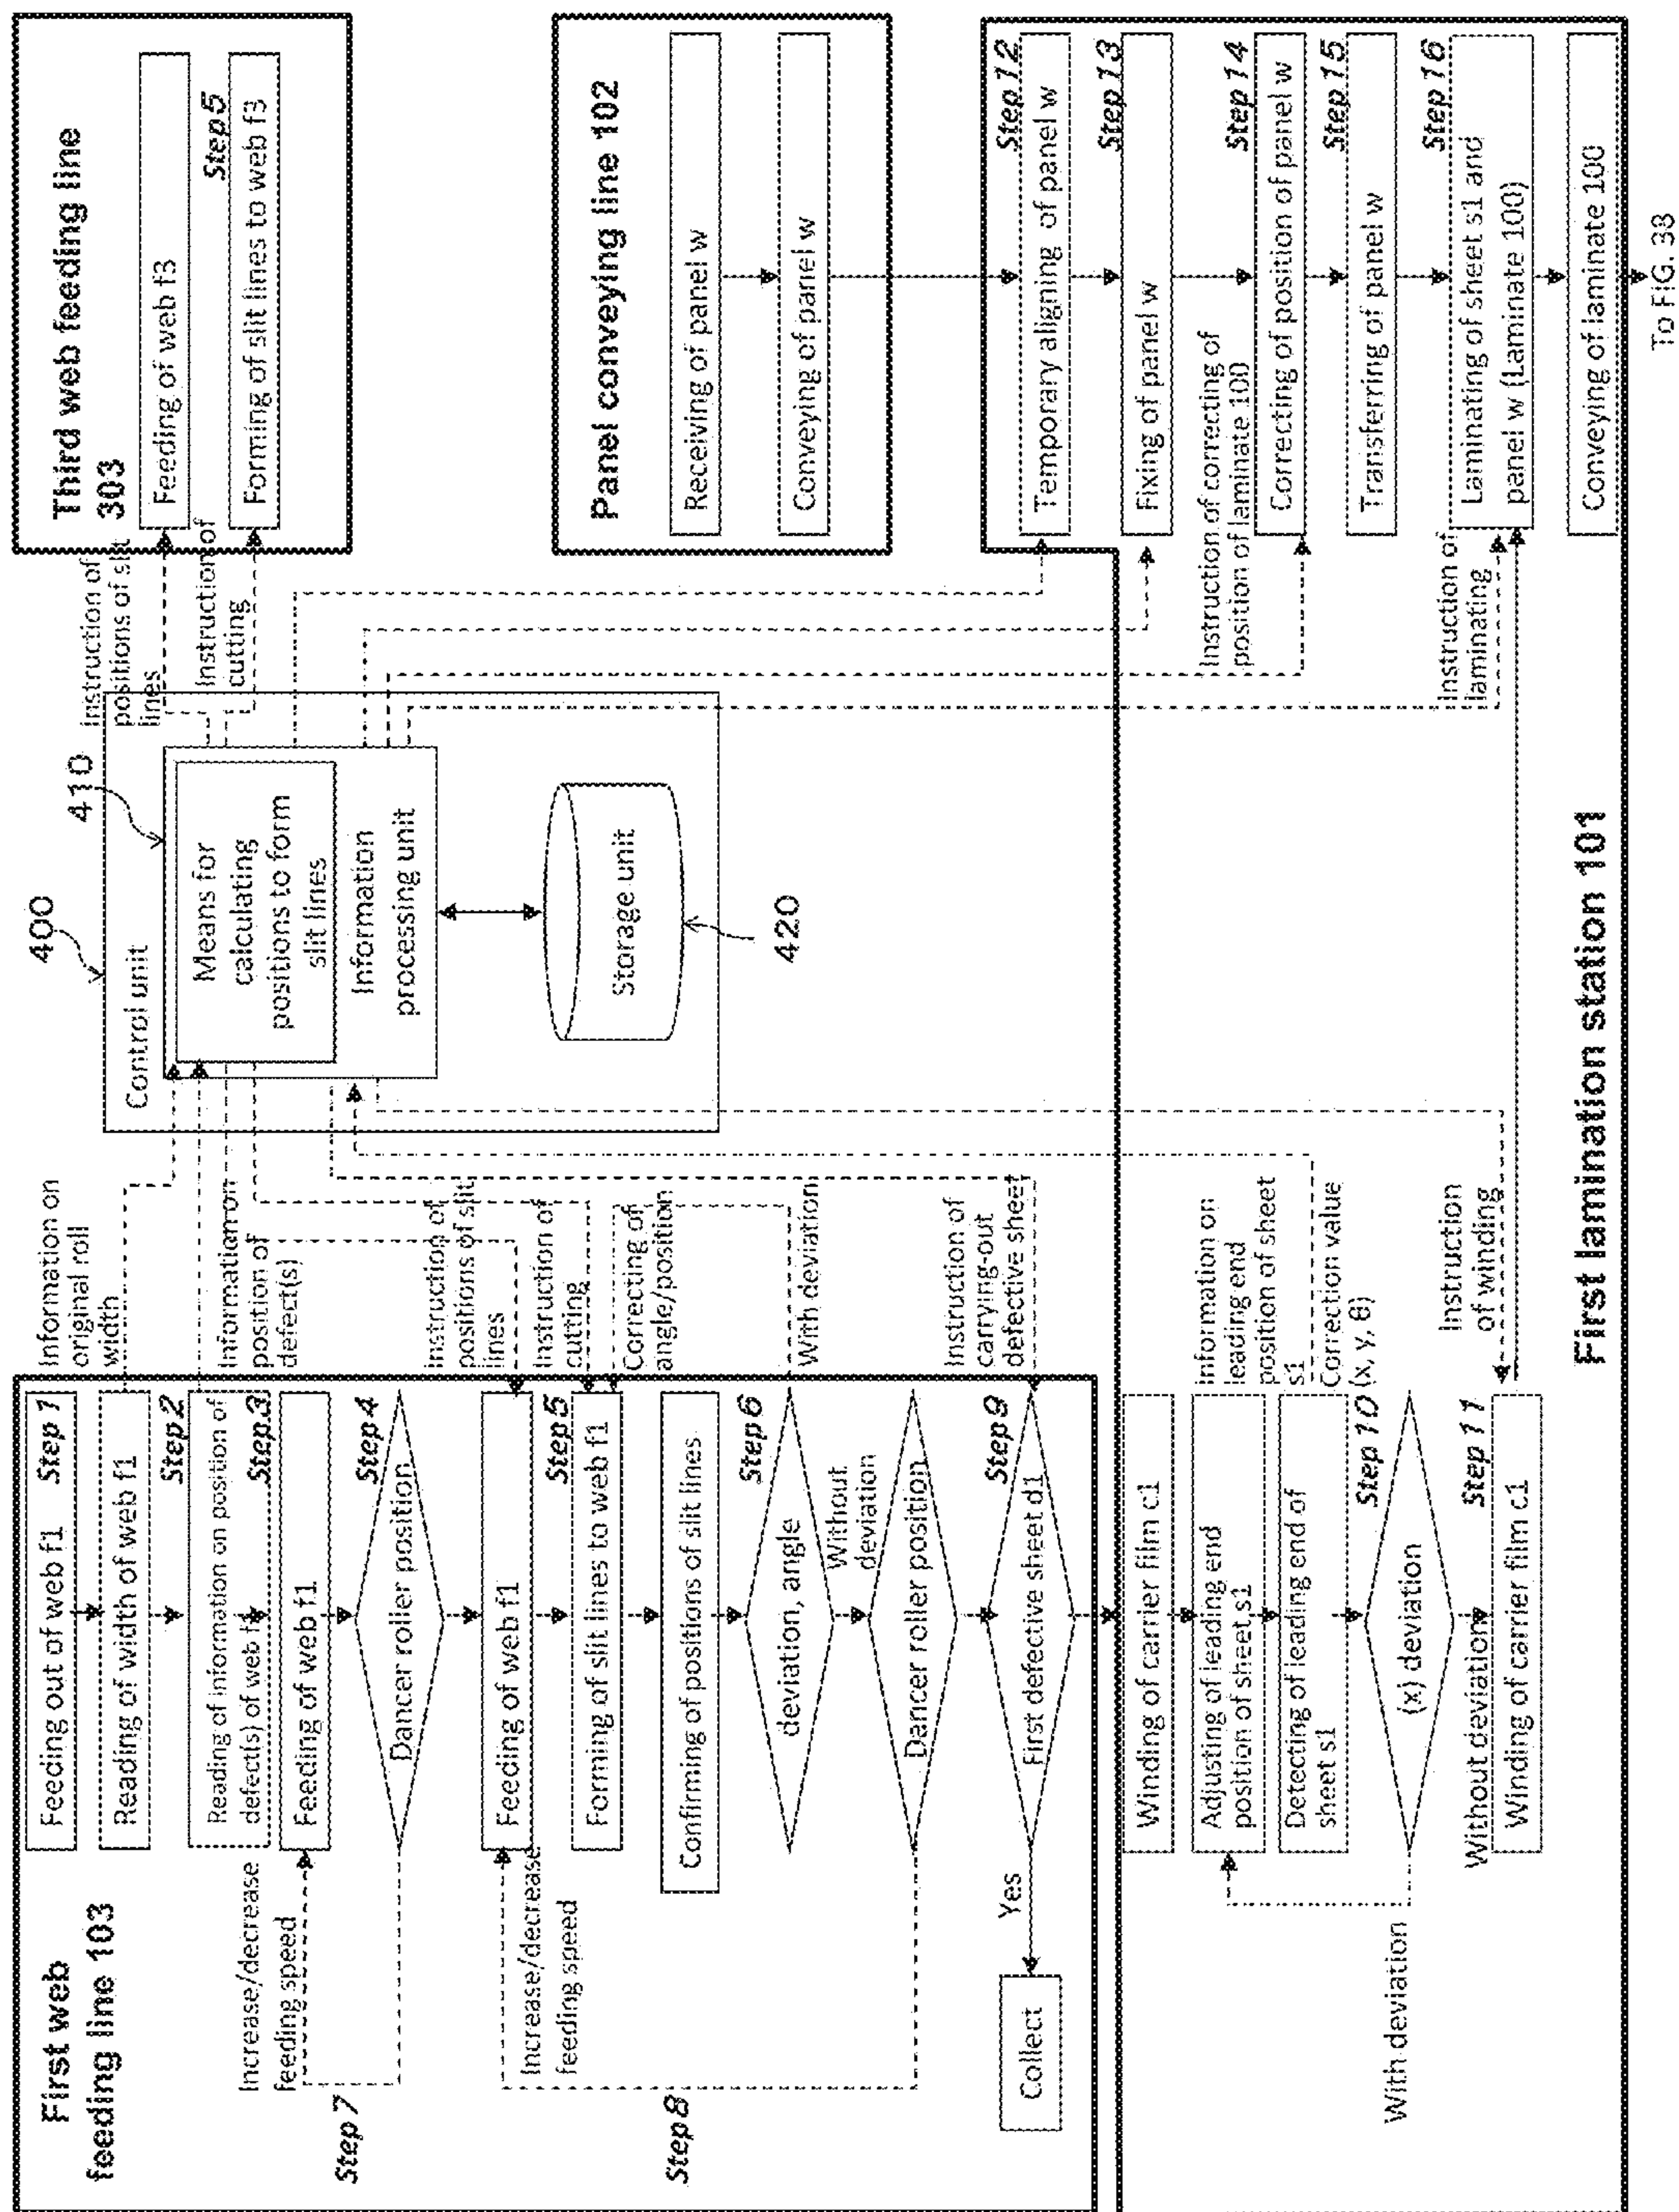 First web
feeding line 103
Feeding out of web f1
Step 1
Reading of width of web f1
Step 2
Reading of information on position of
defect(s) of web f1
Step 3
Increase/decrease
feeding speed
Feeding of web f1
Step 4
Dancer roller position
Step 7
Feeding of web f1
Increase/decrease
feeding speed
Step 5
Forming of slit lines to web f1
Confirming of positions of slit lines
Step 6
deviation, angle
Without
deviation
Dancer roller position
Step 8
Step 9
First defective sheet d1
Yes
Collect
Information on
original roll
width
Information on
position of
defect(s)
Instruction of
positions of slit
lines
Instruction of
cutting
Correcting of
angle/position
With deviation
Instruction of
carrying-out
defective sheet
400
Control unit
410
Means for
calculating
positions to form
slit lines
Information
processing unit
Storage unit
420
Instruction of
positions of slit
lines
Instruction of
cutting
Third web feeding line
303
Feeding of web f3
Step 5
Forming of slit lines to web f3
Panel conveying line 102
Receiving of panel w
Conveying of panel w
Winding of carrier film c1
Adjusting of leading end
position of sheet s1
Detecting of leading end of
sheet s1
Step 10
(x) deviation
With deviation
Without deviation
Step 11
Winding of carrier film c1
Information on
leading end
position of sheet
s1
Correction value
(x, y, θ)
Instruction
of winding
First lamination station 101
Step 12
Temporary aligning of panel w
Step 13
Fixing of panel w
Instruction of correcting of
position of laminate 100
Step 14
Correcting of position of panel w
Step 15
Transferring of panel w
Step 16
Instruction of
laminating
Laminating of sheet s1 and
panel w (Laminate 100)
Conveying of laminate 100
To FIG. 38